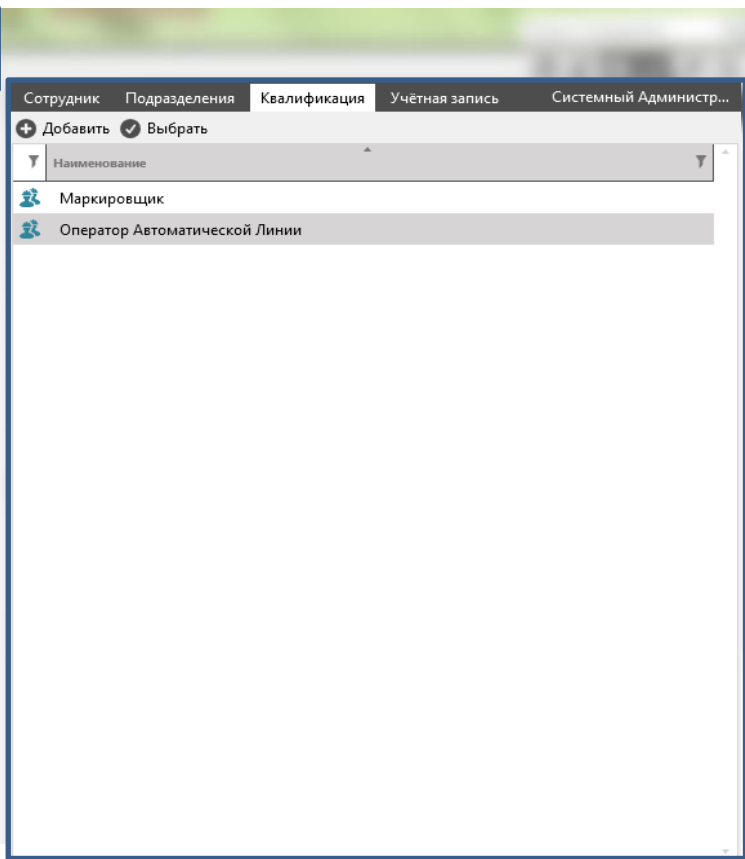 Сотрудник Подразделения Квалификация Учётная запись Системный Администр...
Добавить Выбрать
Наименование
Маркировщик
Оператор Автоматической Линии